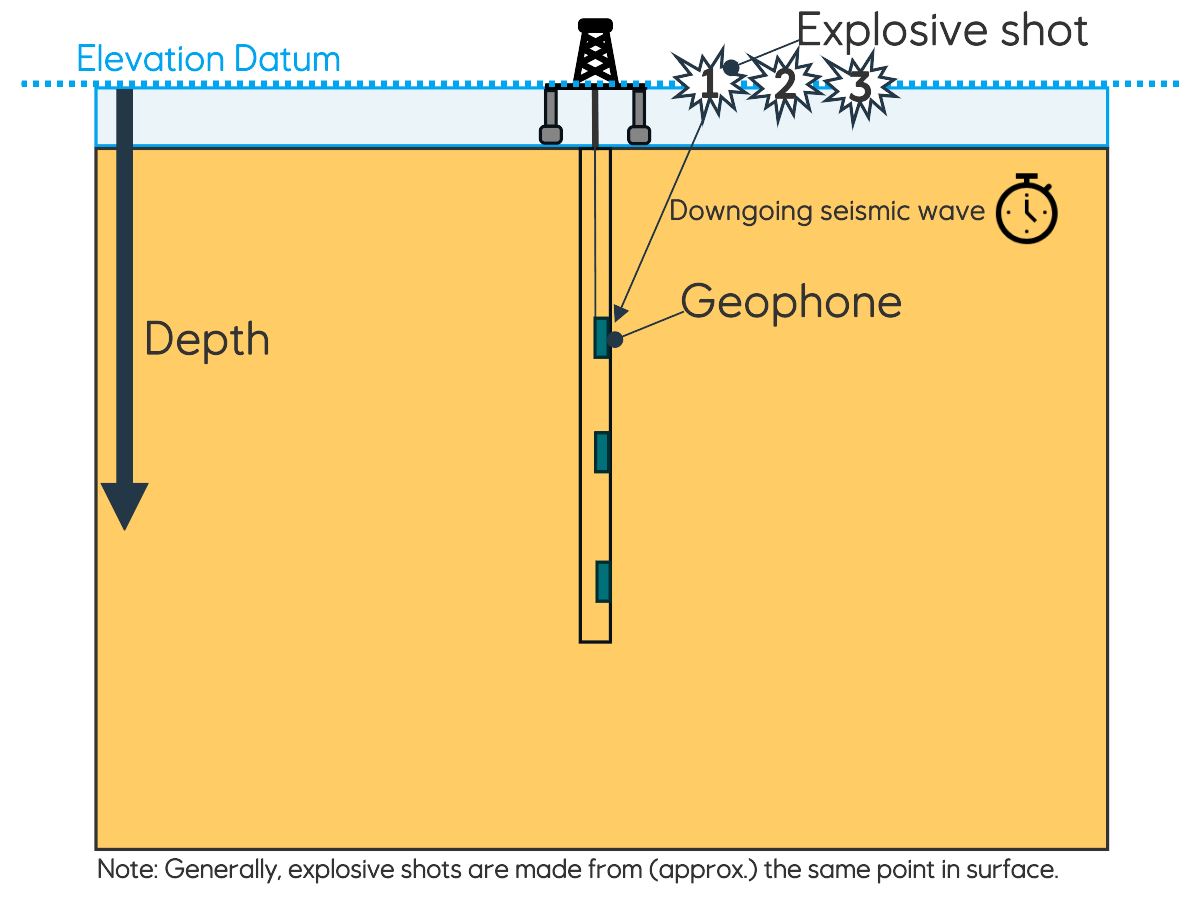 Explosive shot
Elevation Datum
1 2 3
Downgoing seismic wave
Geophone
Depth
Note: Generally, explosive shots are made from (approx.) the same point in surface.